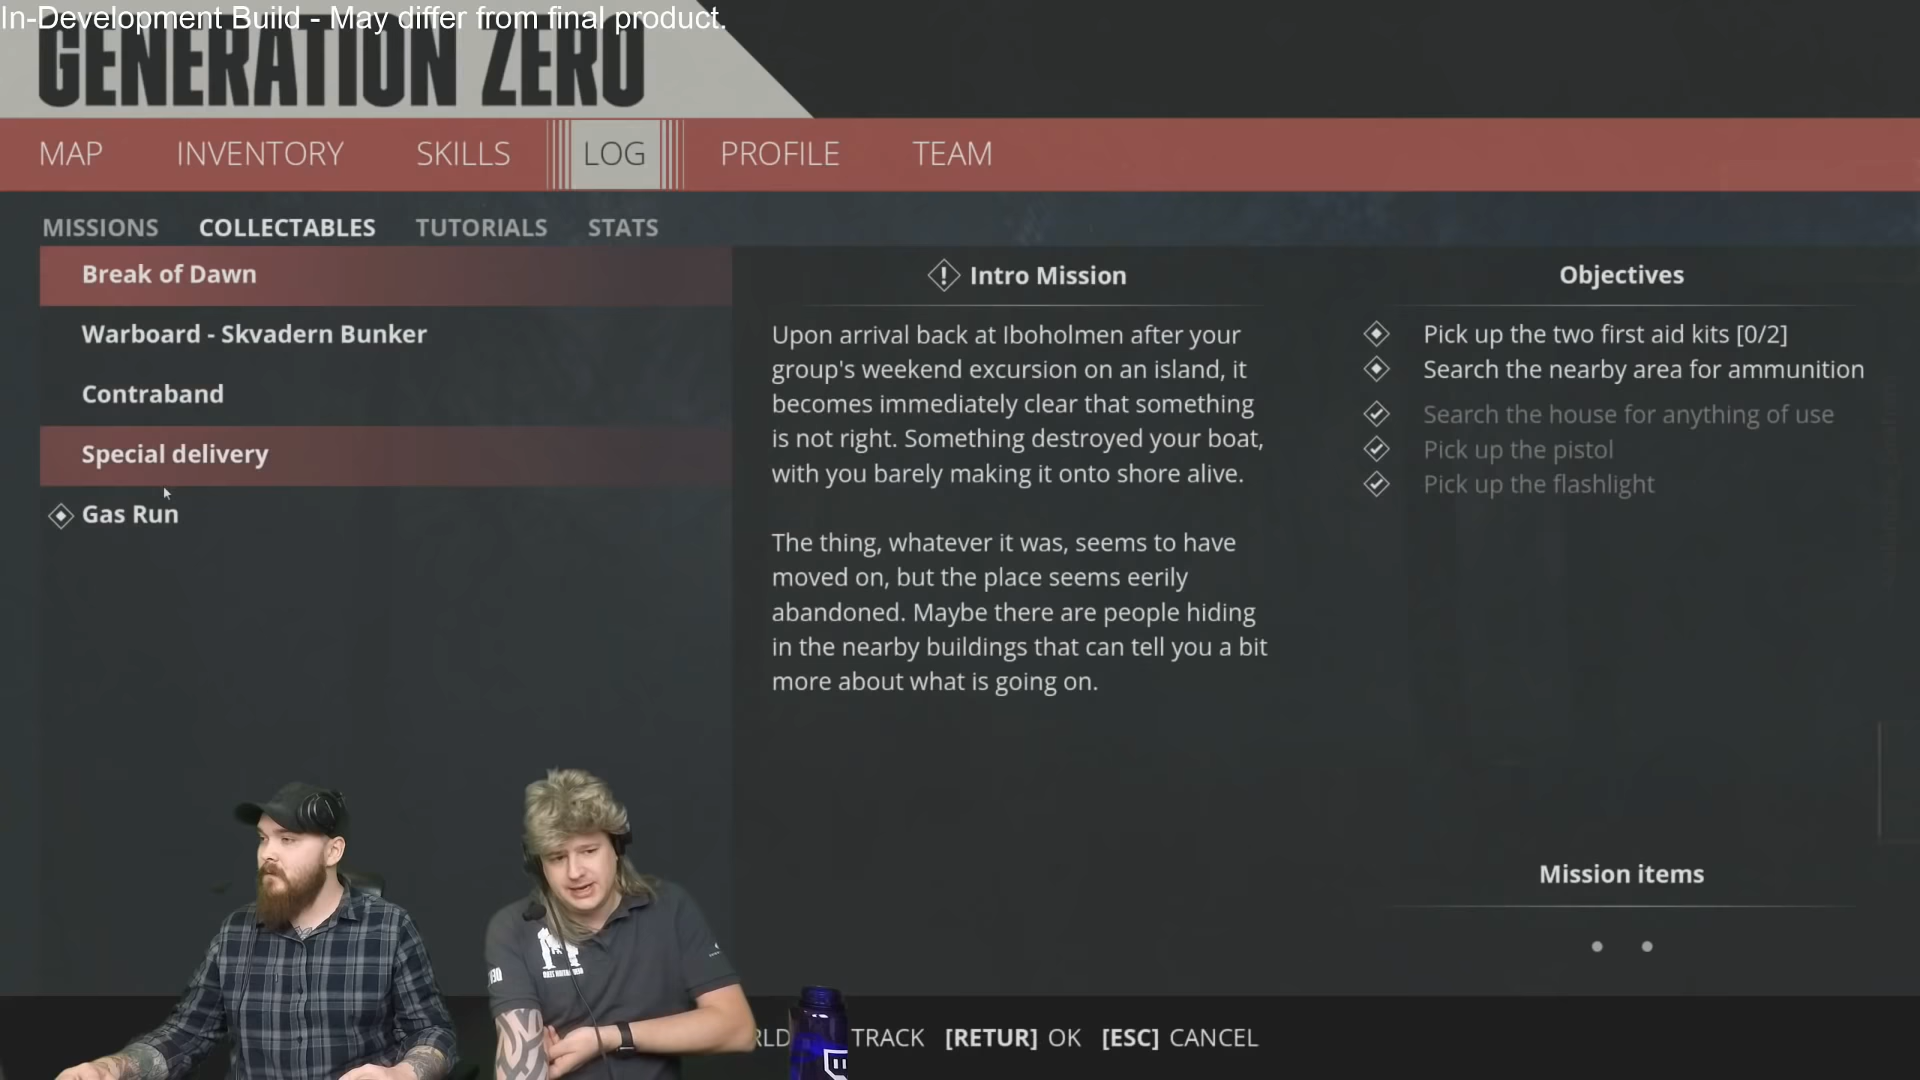 In-Development Build - May differ from final product.
GENERATION ZERO
MAP INVENTORY SKILLS LOG PROFILE TEAM
MISSIONS COLLECTABLES TUTORIALS STATS
Break of Dawn
Warboard - Skvadern Bunker
Contraband
Special delivery
Gas Run
Intro Mission
Upon arrival back at Iboholmen after your
group's weekend excursion on an island, it
becomes immediately clear that something
is not right. Something destroyed your boat,
with you barely making it onto shore alive.
The thing, whatever it was, seems to have
moved on, but the place seems eerily
abandoned. Maybe there are people hiding
in the nearby buildings that can tell you a bit
more about what is going on.
Objectives
Pick up the two first aid kits [0/2]
Search the nearby area for ammunition
Search the house for anything of use
Pick up the pistol
Pick up the flashlight
Mission items
TRACK [RETUR] OK [ESC] CANCEL